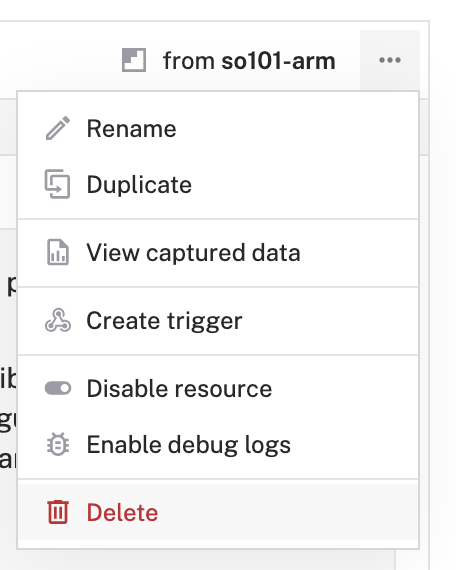 from so101-arm
Rename
Duplicate
View captured data
Create trigger
Disable resource
Enable debug logs
Delete